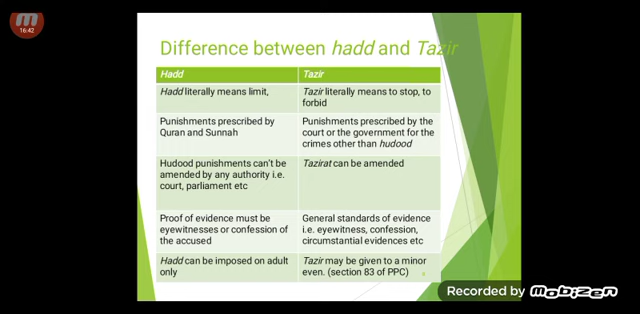 16:42
Difference between hadd and Tazir
Hadd
Tazir
Hadd literally means limit,
Tazir literally means to stop, to
forbid
Punishments prescribed by
Quran and Sunnah
Punishments prescribed by the
court or the government for the
crimes other than hudood
Hudood punishments can't be
amended by any authority i.e.
court, parliament etc
Tazirat can be amended
Proof of evidence must be
eyewitnesses or confession of
the accused
General standards of evidence
i.e. eyewitness, confession,
circumstantial evidences etc
Hadd can be imposed on adult
only
Tazir may be given to a minor
even. (section 83 of PPC)
Recorded by Mobizen